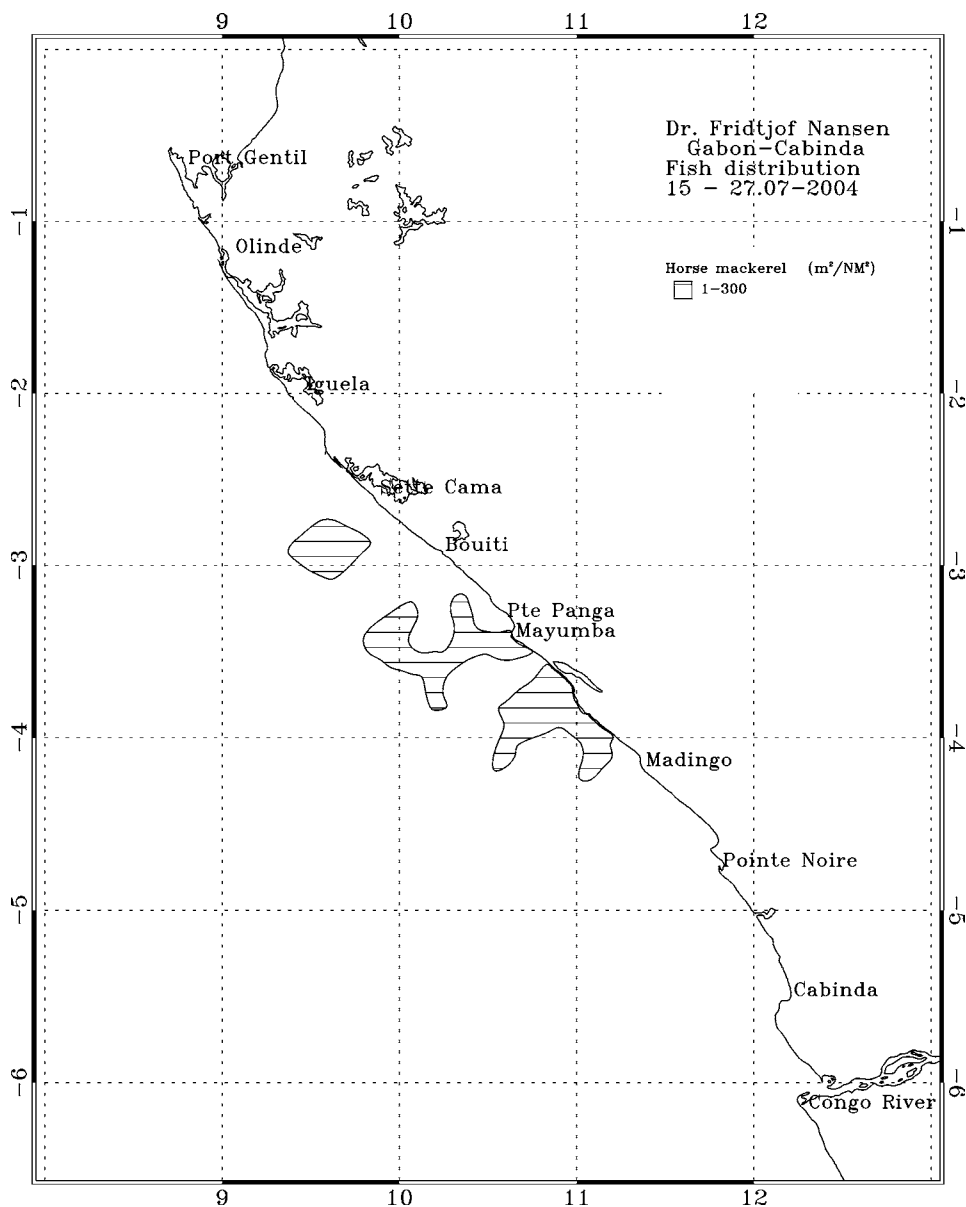 9 10 11 12
Dr. Fridtjof Nansen
Gabon-Cabinda
Fish distribution
15 - 27.07-2004
Port Gentil
-1 -1
Olinde
Horse mackerel (m²/NM²)
1-300
Iguela
-2 -2
Sette Cama
Bouiti
-3 -3
Pte Panga
Mayumba
-4 -4
Madingo
Pointe Noire
-5 -5
Cabinda
-6 -6
Congo River
9 10 11 12